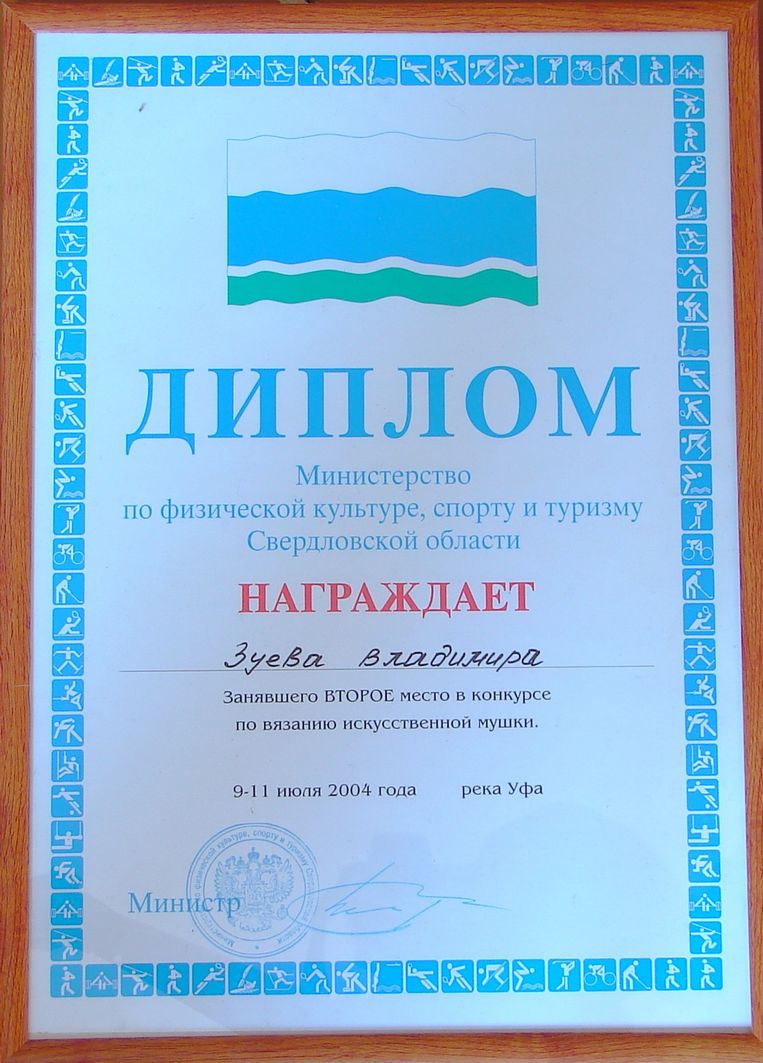 ДИПЛОМ
Министерство
по физической культуре, спорту и туризму
Свердловской области
НАГРАЖДАЕТ
Зуева Владимира
Занявшего ВТОРОЕ место в конкурсе
по вязанию искусственной мушки.
9-11 июля 2004 года река Уфа
Министр